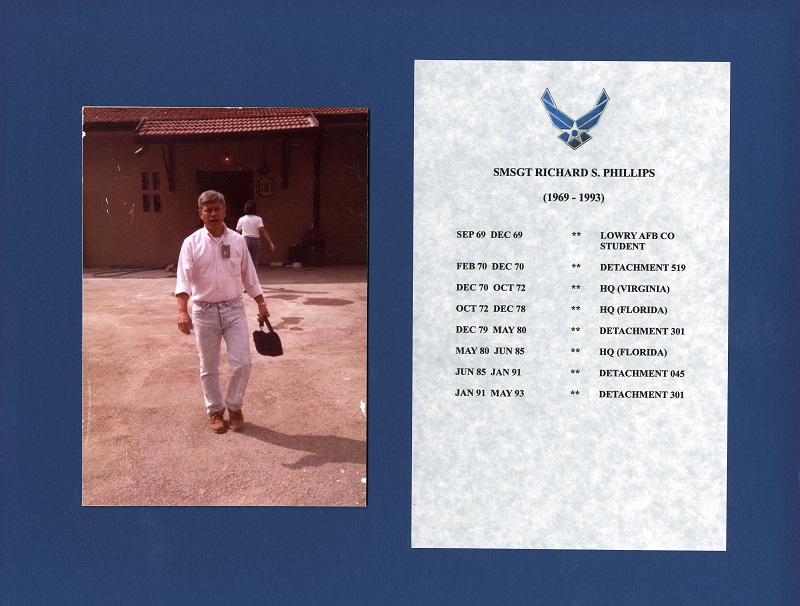 601
SMSGT RICHARD S. PHILLIPS
(1969 - 1993)
SEP 69 DEC 69 ** LOWRY AFB CO
STUDENT
FEB 70 DEC 70 ** DETACHMENT 519
DEC 70 OCT 72 ** HQ (VIRGINIA)
OCT 72 DEC 78 ** HQ (FLORIDA)
DEC 79 MAY 80 ** DETACHMENT 301
MAY 80 JUN 85 ** HQ (FLORIDA)
JUN 85 JAN 91 ** DETACHMENT 045
JAN 91 MAY 93 ** DETACHMENT 301